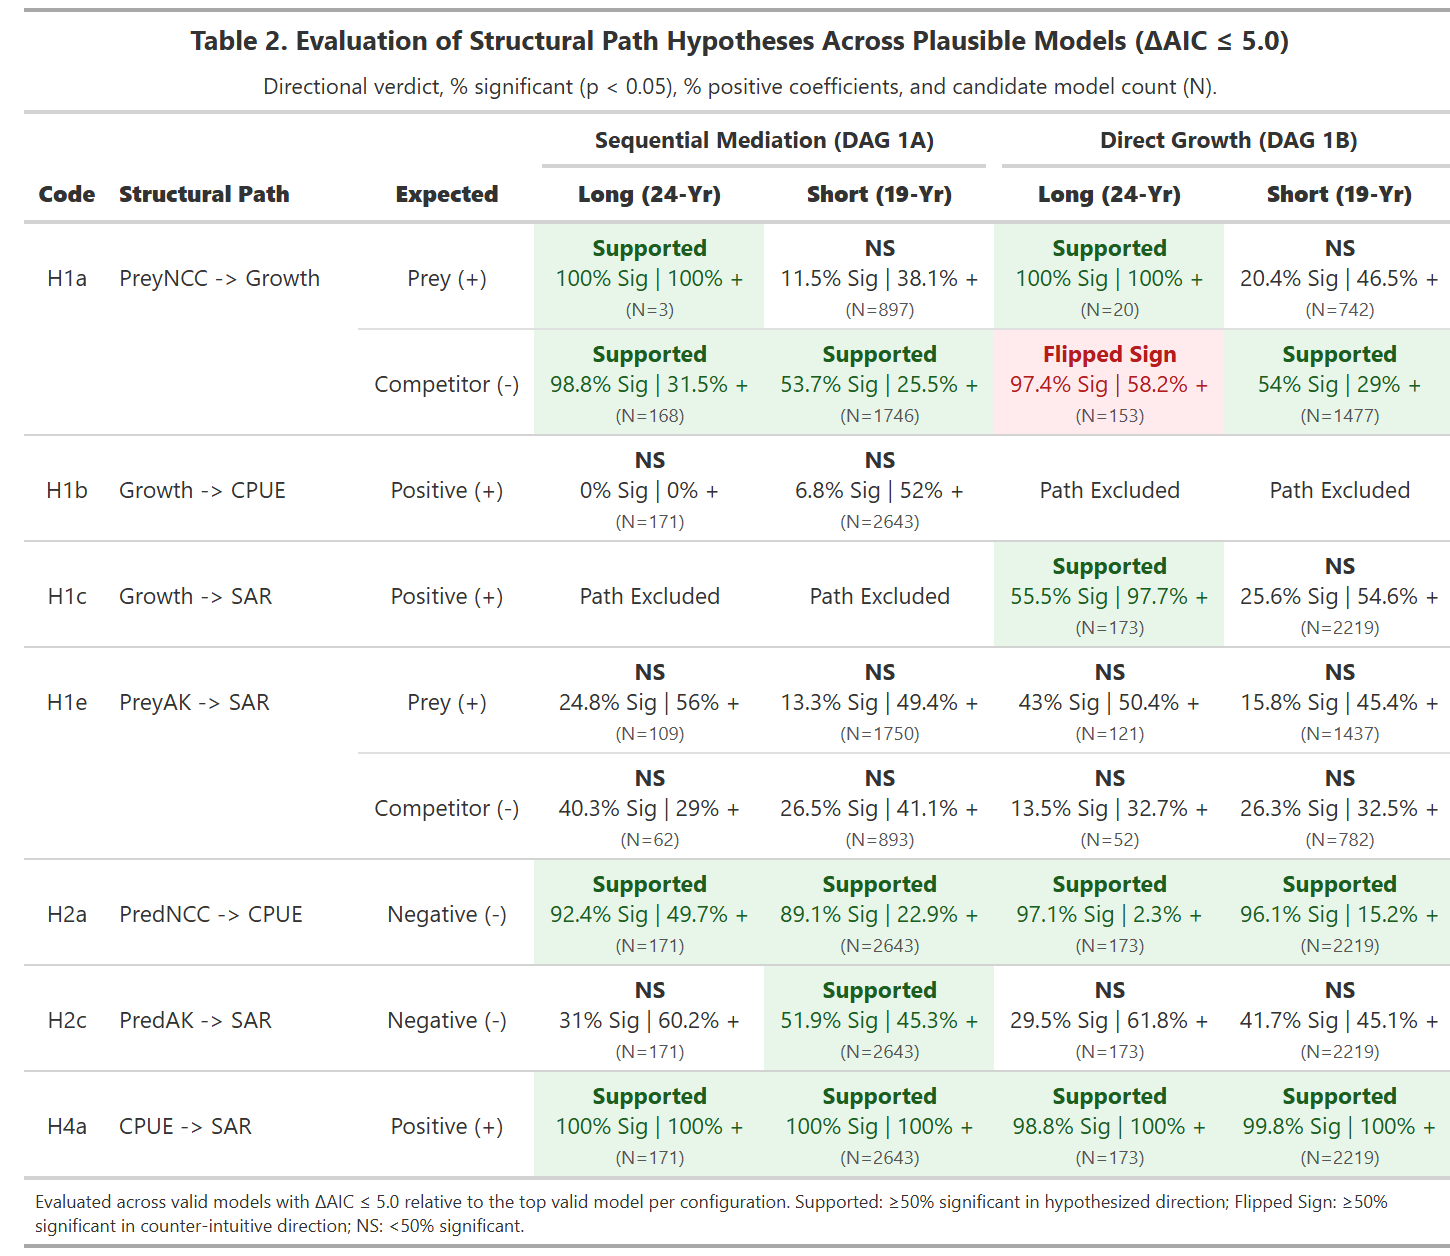 Table 2. Evaluation of Structural Path Hypotheses Across Plausible Models (ΔAIC ≤ 5.0)
Directional verdict, % significant (p < 0.05), % positive coefficients, and candidate model count (N).
Sequential Mediation (DAG 1A) Direct Growth (DAG 1B)
Code Structural Path Expected Long (24-Yr) Short (19-Yr) Long (24-Yr) Short (19-Yr)
Supported NS Supported NS
H1a PreyNCC -> Growth Prey (+) 100% Sig | 100% + 11.5% Sig | 38.1% + 100% Sig | 100% + 20.4% Sig | 46.5% +
(N=3) (N=897) (N=20) (N=742)
Supported Supported Flipped Sign Supported
Competitor (-) 98.8% Sig | 31.5% + 53.7% Sig | 25.5% + 97.4% Sig | 58.2% + 54% Sig | 29% +
(N=168) (N=1746) (N=153) (N=1477)
NS NS
H1b Growth -> CPUE Positive (+) 0% Sig | 0% + 6.8% Sig | 52% + Path Excluded Path Excluded
(N=171) (N=2643)
Supported NS
H1c Growth -> SAR Positive (+) Path Excluded Path Excluded 55.5% Sig | 97.7% + 25.6% Sig | 54.6% +
(N=173) (N=2219)
NS NS NS NS
H1e PreyAK -> SAR Prey (+) 24.8% Sig | 56% + 13.3% Sig | 49.4% + 43% Sig | 50.4% + 15.8% Sig | 45.4% +
(N=109) (N=1750) (N=121) (N=1437)
NS NS NS NS
Competitor (-) 40.3% Sig | 29% + 26.5% Sig | 41.1% + 13.5% Sig | 32.7% + 26.3% Sig | 32.5% +
(N=62) (N=893) (N=52) (N=782)
Supported Supported Supported Supported
H2a PredNCC -> CPUE Negative (-) 92.4% Sig | 49.7% + 89.1% Sig | 22.9% + 97.1% Sig | 2.3% + 96.1% Sig | 15.2% +
(N=171) (N=2643) (N=173) (N=2219)
NS Supported NS NS
H2c PredAK -> SAR Negative (-) 31% Sig | 60.2% + 51.9% Sig | 45.3% + 29.5% Sig | 61.8% + 41.7% Sig | 45.1% +
(N=171) (N=2643) (N=173) (N=2219)
Supported Supported Supported Supported
H4a CPUE -> SAR Positive (+) 100% Sig | 100% + 100% Sig | 100% + 98.8% Sig | 100% + 99.8% Sig | 100% +
(N=171) (N=2643) (N=173) (N=2219)
Evaluated across valid models with ΔAIC ≤ 5.0 relative to the top valid model per configuration. Supported: ≥50% significant in hypothesized direction; Flipped Sign: ≥50%
significant in counter-intuitive direction; NS: <50% significant.